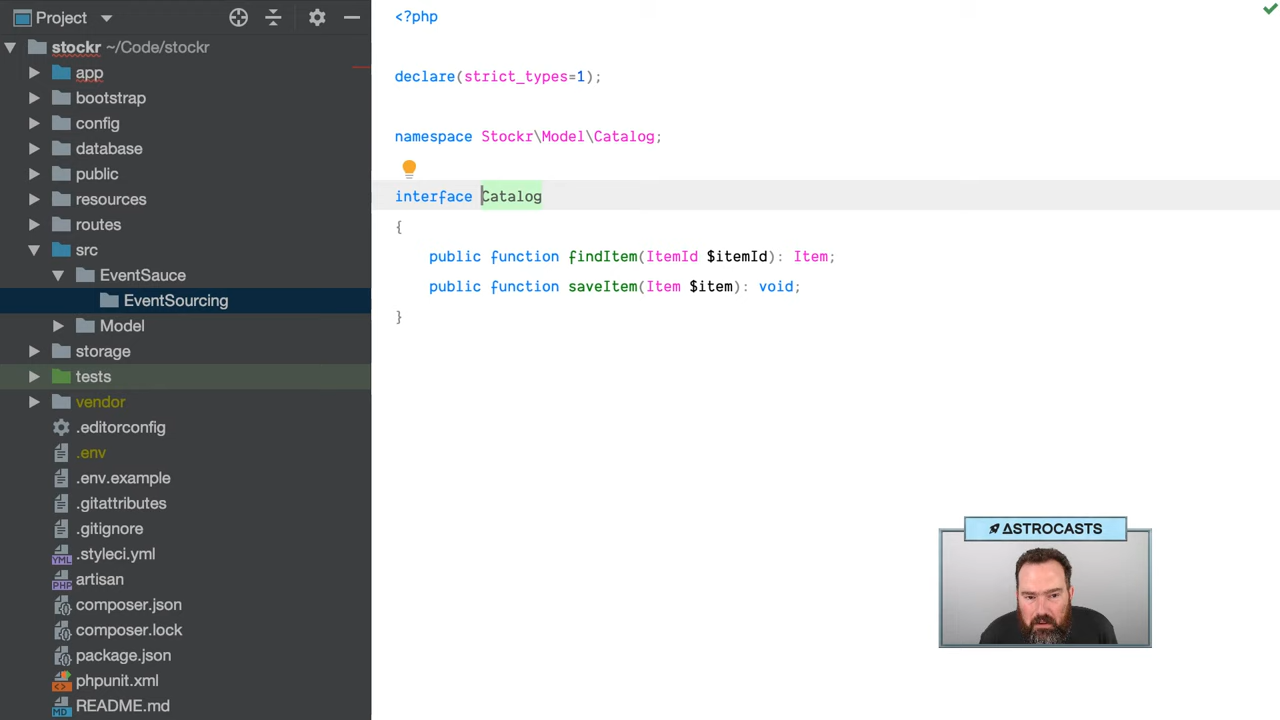 Project
stockr ~/Code/stockr
app
bootstrap
config
database
public
resources
routes
src
EventSauce
EventSourcing
Model
storage
tests
vendor
.editorconfig
.env
.env.example
.gitattributes
.gitignore
.styleci.yml
artisan
composer.json
composer.lock
package.json
phpunit.xml
README.md
<?php
declare(strict_types=1);
namespace Stockr\Model\Catalog;
interface Catalog
{
public function findItem(ItemId $itemId): Item;
public function saveItem(Item $item): void;
}
ASTROCASTS